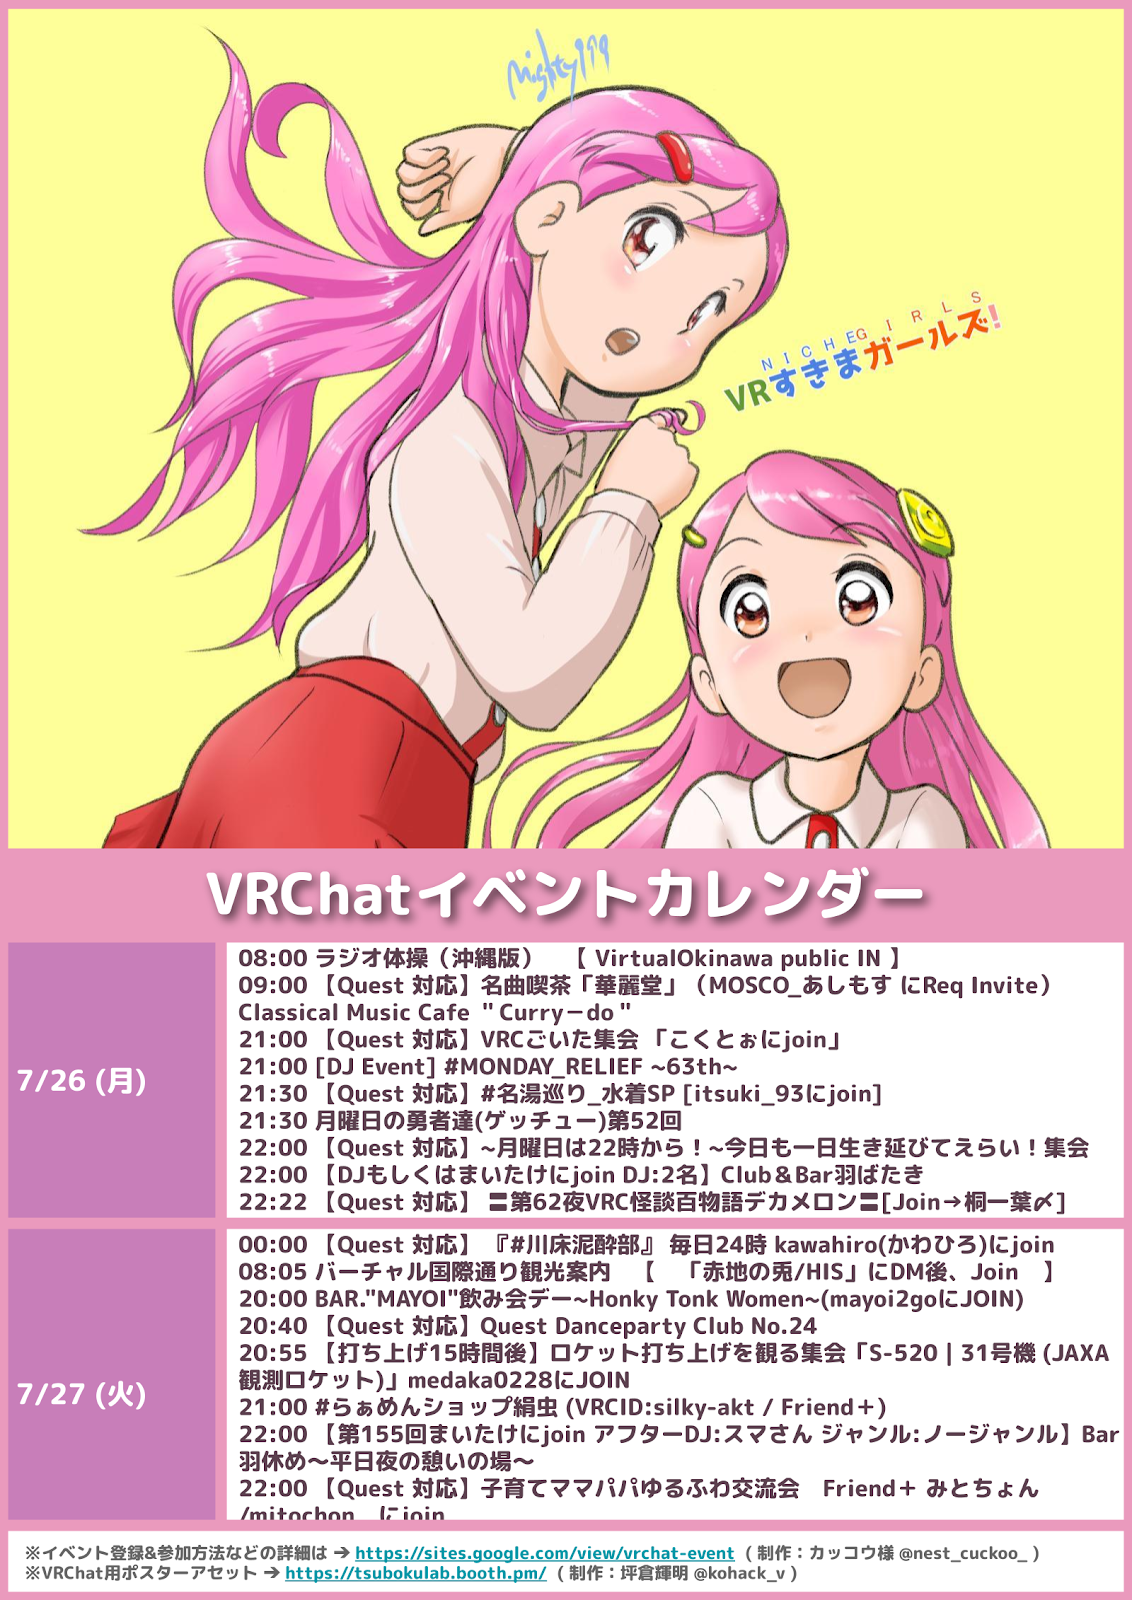 mighty199
NICHE GIRLS
VRすきまガールズ!
VRChatイベントカレンダー
7/26 (月)
08:00 ラジオ体操（沖縄版）　【 VirtualOkinawa public IN 】
09:00 【Quest 対応】名曲喫茶「華麗堂」（MOSCO_あしもす にReq Invite）
Classical Music Cafe ＂Curry－do＂
21:00 【Quest 対応】VRCごいた集会 「こくとぉにjoin」
21:00 [DJ Event] #MONDAY_RELIEF ~63th~
21:30 【Quest 対応】#名湯巡り_水着SP [itsuki_93にjoin]
21:30 月曜日の勇者達(ゲッチュー)第52回
22:00 【Quest 対応】~月曜日は22時から！~今日も一日生き延びてえらい！集会
22:00 【DJもしくはまいたけにjoin DJ:2名】Club＆Bar羽ばたき
22:22 【Quest 対応】 〓第62夜VRC怪談百物語デカメロン〓[Join→桐一葉〆]
7/27 (火)
00:00 【Quest 対応】 『#川床泥酔部』 毎日24時 kawahiro(かわひろ)にjoin
08:05 バーチャル国際通り観光案内　【　「赤地の兎/HIS」にDM後、Join　】
20:00 BAR."MAYOI"飲み会デー~Honky Tonk Women~(mayoi2goにJOIN)
20:40 【Quest 対応】Quest Danceparty Club No.24
20:55 【打ち上げ15時間後】ロケット打ち上げを観る集会「S-520 | 31号機 (JAXA
観測ロケット)」medaka0228にJOIN
21:00 #らぁめんショップ絹虫 (VRCID:silky-akt / Friend＋)
22:00 【第155回まいたけにjoin アフターDJ:スマさん ジャンル:ノージャンル】Bar
羽休め～平日夜の憩いの場～
22:00 【Quest 対応】子育てママパパゆるふわ交流会　Friend＋ みとちょん
/mitochon　にjoin
※イベント登録&参加方法などの詳細は ➔ https://sites.google.com/view/vrchat-event （ 制作：カッコウ様 @nest_cuckoo_ ）
※VRChat用ポスターアセット ➔ https://tsubokulab.booth.pm/ （ 制作：坪倉輝明 @kohack_v ）